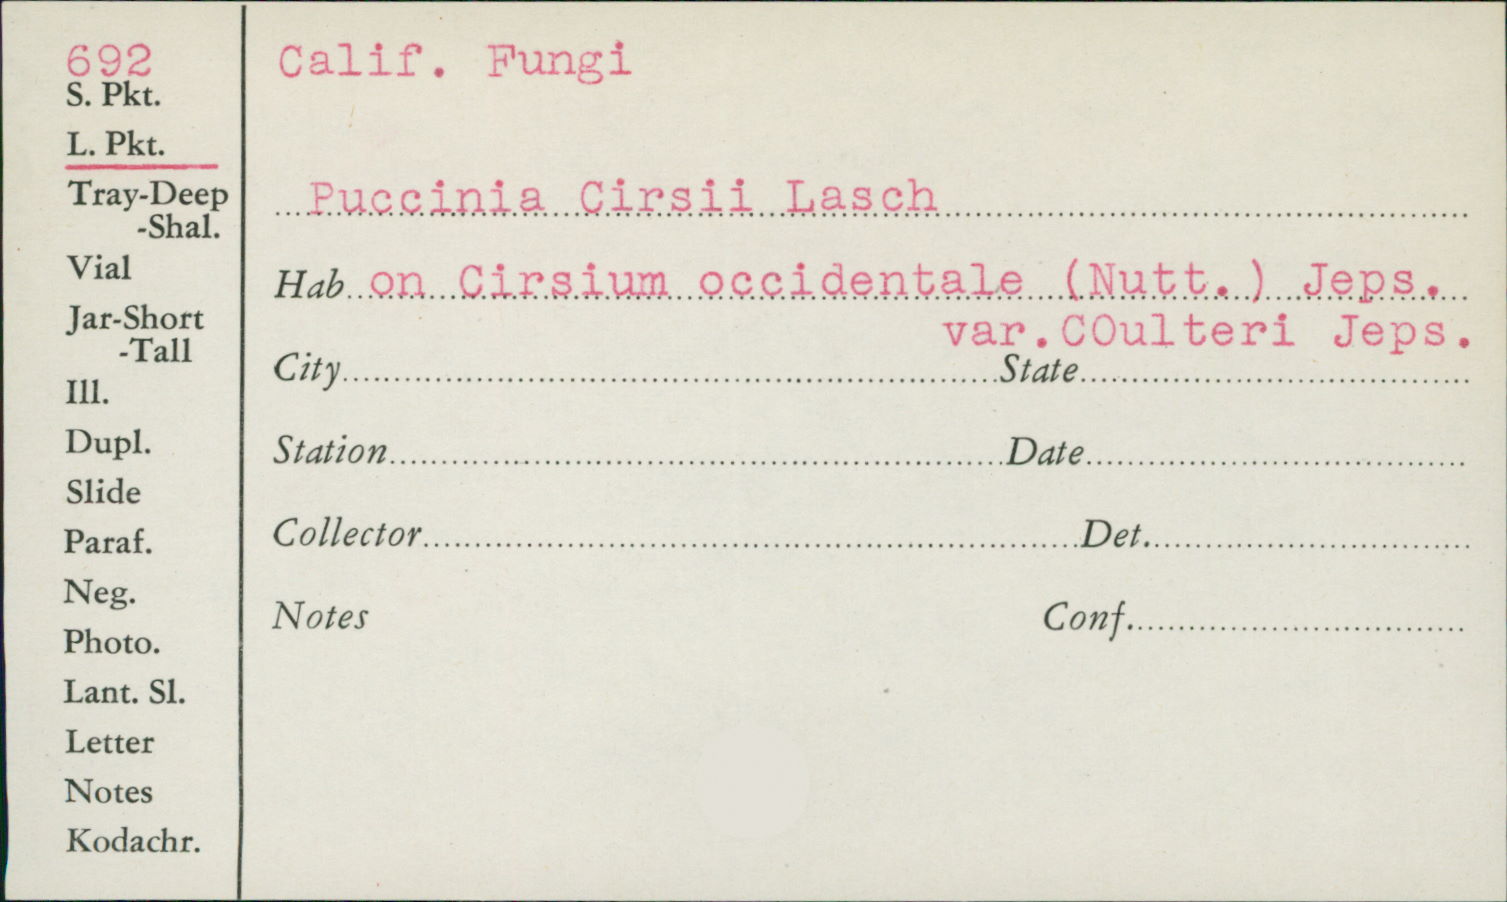 692
S. Pkt.
L. Pkt.
Tray-Deep
-Shal.
Vial
Jar-Short
-Tall
Ill.
Dupl.
Slide
Paraf.
Neg.
Photo.
Lant. Sl.
Letter
Notes
Kodachr.
Calif. Fungi
Puccinia Cirsii Lasch
Hab on Cirsium occidentale (Nutt.) Jeps.
var.COulteri Jeps.
City State
Station Date
Collector Det.
Notes Conf.